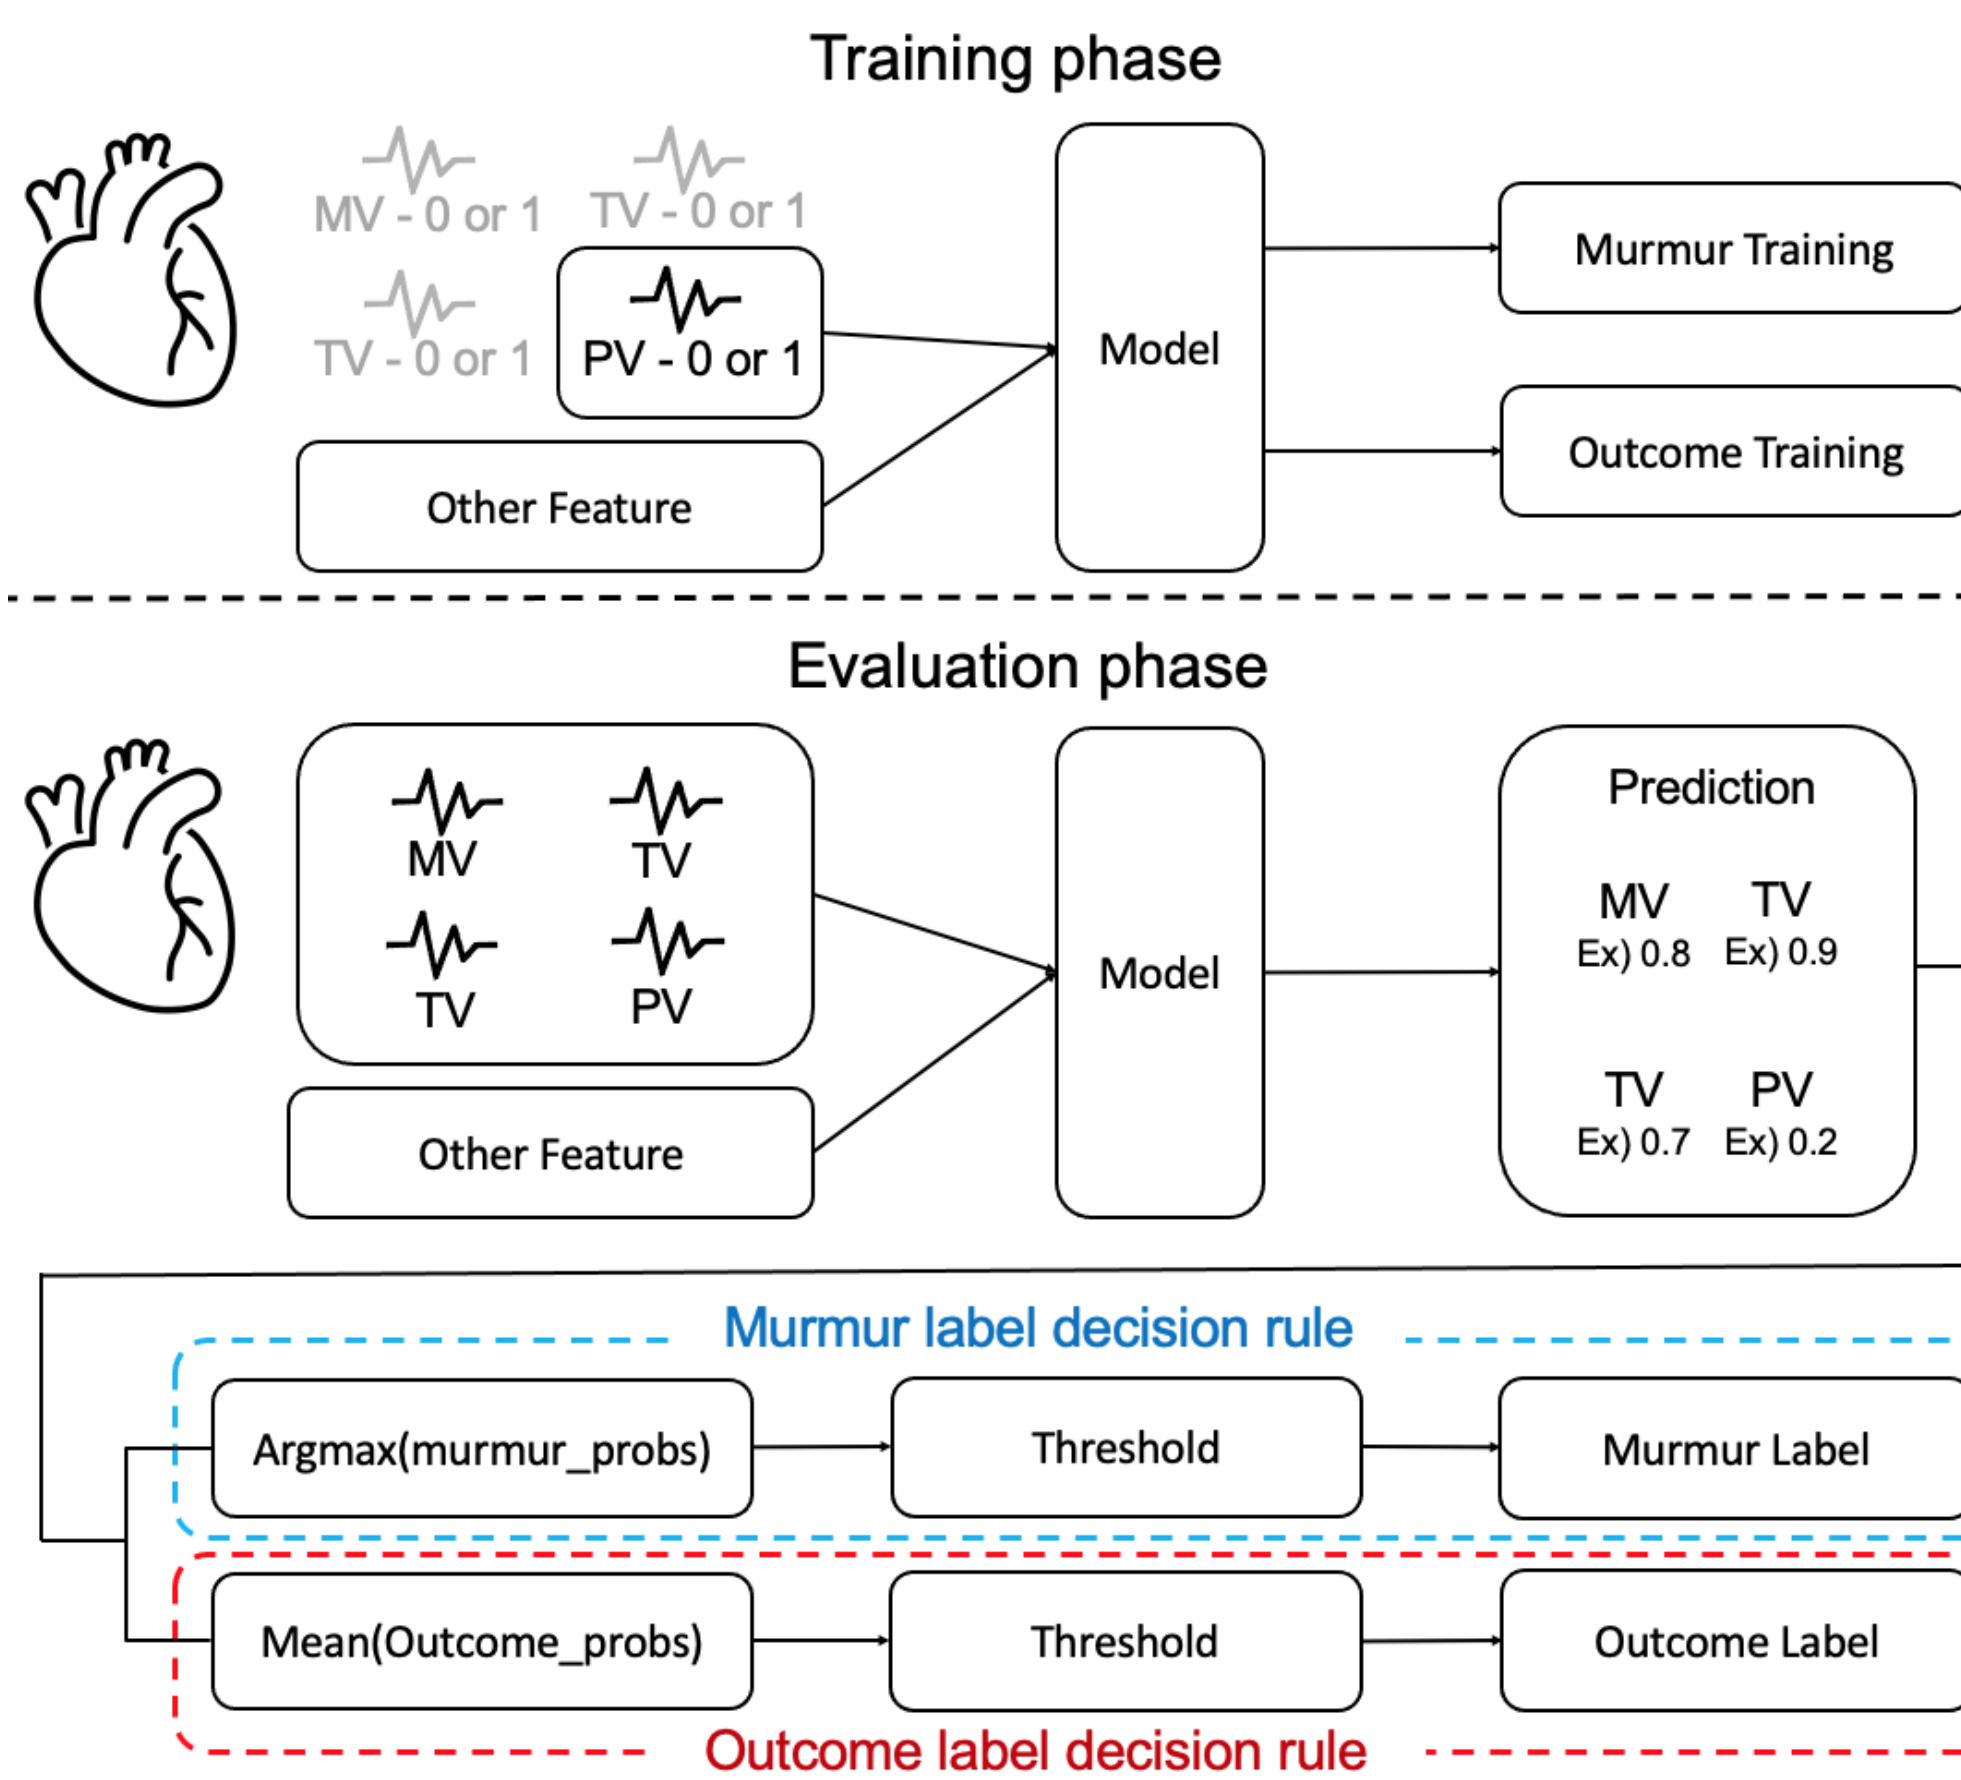 Training phase
MV - 0 or 1
TV - 0 or 1
TV - 0 or 1
PV - 0 or 1
Other Feature
Model
Murmur Training
Outcome Training
Evaluation phase
MV
TV
TV
PV
Other Feature
Model
Prediction
MV
TV
Ex) 0.8
Ex) 0.9
TV
PV
Ex) 0.7
Ex) 0.2
Murmur label decision rule
Argmax(murmur_probs)
Threshold
Murmur Label
Mean(Outcome_probs)
Threshold
Outcome Label
Outcome label decision rule